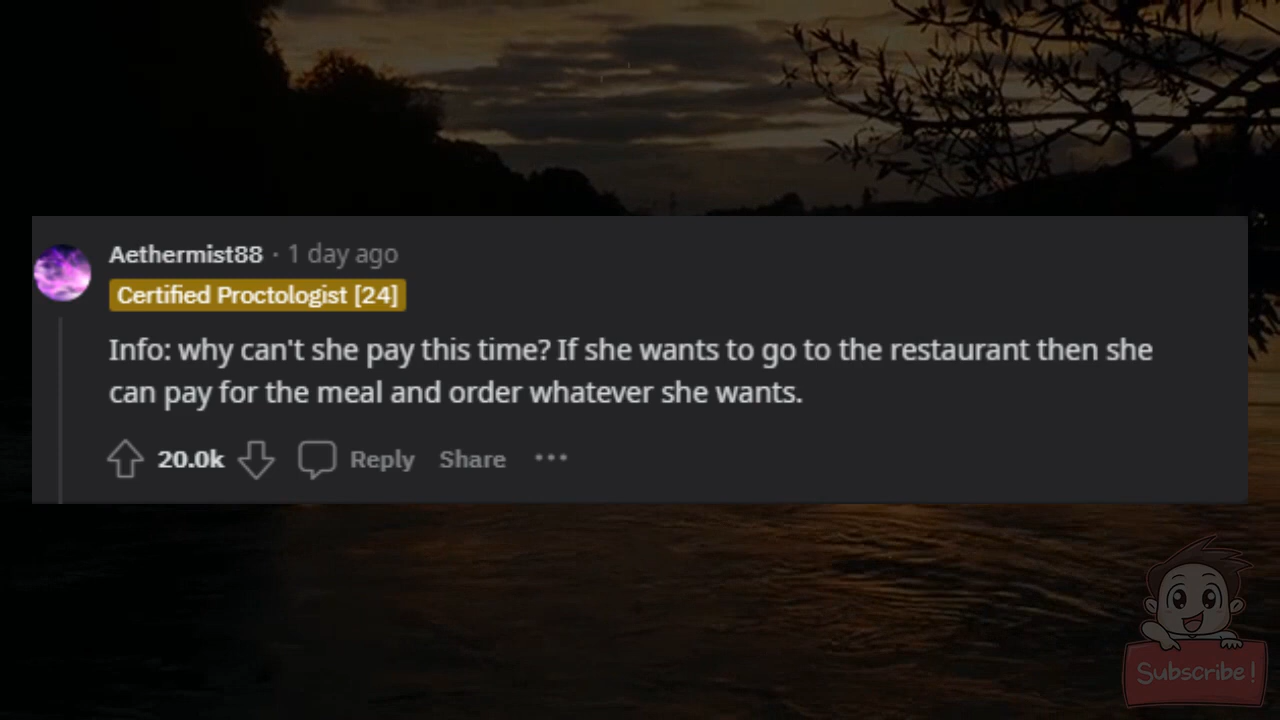 Aethermist88 · 1 day ago
Certified Proctologist [24]
Info: why can't she pay this time? If she wants to go to the restaurant then she
can pay for the meal and order whatever she wants.
20.0k Reply Share ···
Subscribe!